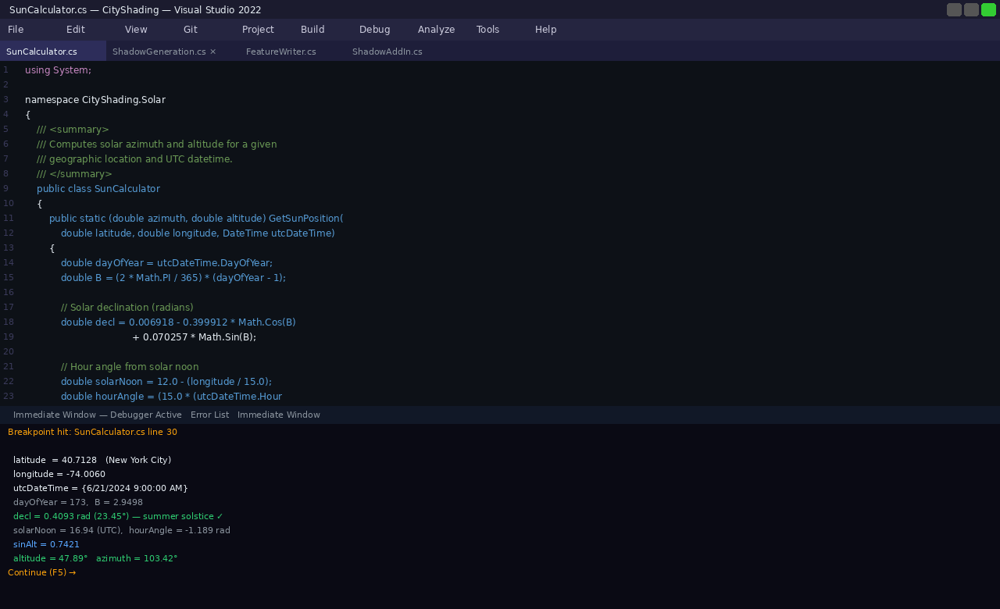 SunCalculator.cs — CityShading — Visual Studio 2022
File Edit View Git Project Build Debug Analyze Tools Help
SunCalculator.cs ShadowGeneration.cs ✕ FeatureWriter.cs ShadowAddIn.cs
1 using System;
2
3 namespace CityShading.Solar
4 {
5 /// <summary>
6 /// Computes solar azimuth and altitude for a given
7 /// geographic location and UTC datetime.
8 /// </summary>
9 public class SunCalculator
10 {
11 public static (double azimuth, double altitude) GetSunPosition(
12 double latitude, double longitude, DateTime utcDateTime)
13 {
14 double dayOfYear = utcDateTime.DayOfYear;
15 double B = (2 * Math.PI / 365) * (dayOfYear - 1);
16
17 // Solar declination (radians)
18 double decl = 0.006918 - 0.399912 * Math.Cos(B)
19 + 0.070257 * Math.Sin(B);
20
21 // Hour angle from solar noon
22 double solarNoon = 12.0 - (longitude / 15.0);
23 double hourAngle = (15.0 * (utcDateTime.Hour
Immediate Window — Debugger Active Error List Immediate Window
Breakpoint hit: SunCalculator.cs line 30
latitude = 40.7128 (New York City)
longitude = -74.0060
utcDateTime = {6/21/2024 9:00:00 AM}
dayOfYear = 173, B = 2.9498
decl = 0.4093 rad (23.45°) — summer solstice ✓
solarNoon = 16.94 (UTC), hourAngle = -1.189 rad
sinAlt = 0.7421
altitude = 47.89° azimuth = 103.42°
Continue (F5) →